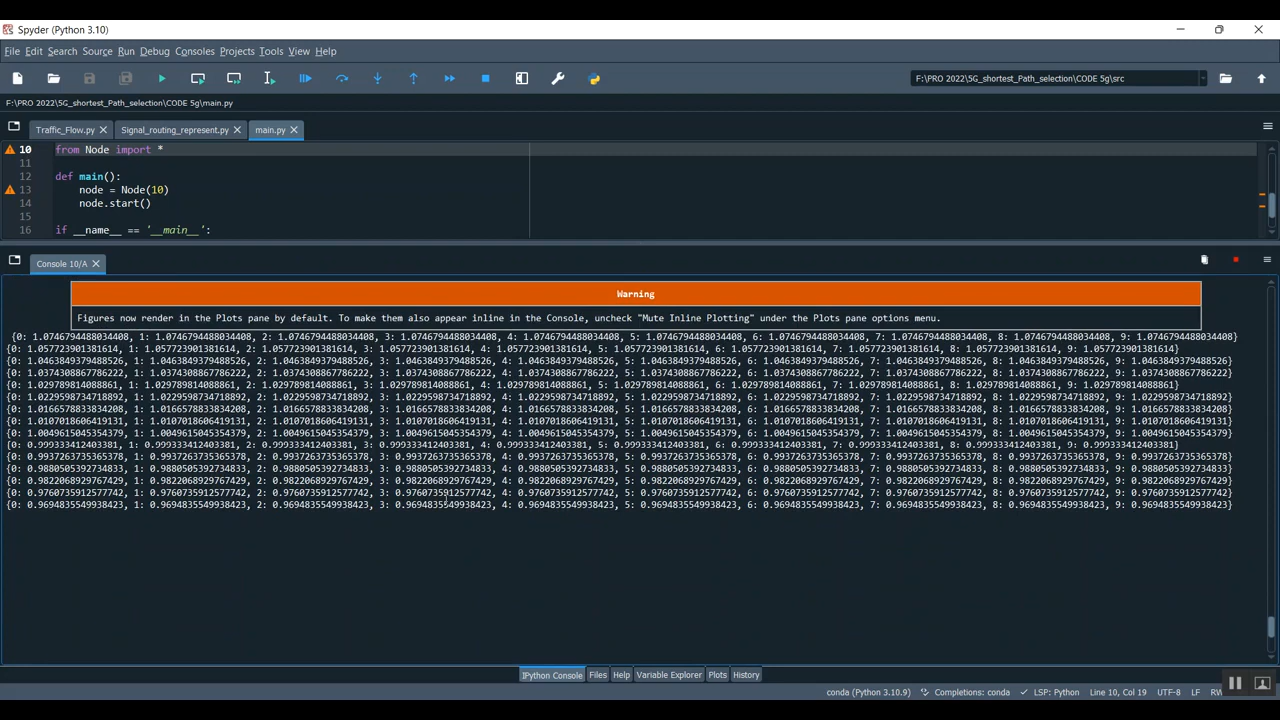 Spyder (Python 3.10)
File Edit Search Source Run Debug Consoles Projects Tools View Help
F:\PRO 2022\5G_shortest_Path_selection\CODE 5g\src
F:\PRO 2022\5G_shortest_Path_selection\CODE 5g\main.py
Traffic_Flow.py Signal_routing_represent.py main.py
10 from Node import *
11
12 def main():
13 node = Node(10)
14 node.start()
15
16 if __name__ == '__main__':
Console 10/A
Warning
Figures now render in the Plots pane by default. To make them also appear inline in the Console, uncheck "Mute Inline Plotting" under the Plots pane options menu.
{0: 1.0746794488034408, 1: 1.0746794488034408, 2: 1.0746794488034408, 3: 1.0746794488034408, 4: 1.0746794488034408, 5: 1.0746794488034408, 6: 1.0746794488034408, 7: 1.0746794488034408, 8: 1.0746794488034408, 9: 1.0746794488034408}
{0: 1.057723901381614, 1: 1.057723901381614, 2: 1.057723901381614, 3: 1.057723901381614, 4: 1.057723901381614, 5: 1.057723901381614, 6: 1.057723901381614, 7: 1.057723901381614, 8: 1.057723901381614, 9: 1.057723901381614}
{0: 1.0463849379488526, 1: 1.0463849379488526, 2: 1.0463849379488526, 3: 1.0463849379488526, 4: 1.0463849379488526, 5: 1.0463849379488526, 6: 1.0463849379488526, 7: 1.0463849379488526, 8: 1.0463849379488526, 9: 1.0463849379488526}
{0: 1.0374308867786222, 1: 1.0374308867786222, 2: 1.0374308867786222, 3: 1.0374308867786222, 4: 1.0374308867786222, 5: 1.0374308867786222, 6: 1.0374308867786222, 7: 1.0374308867786222, 8: 1.0374308867786222, 9: 1.0374308867786222}
{0: 1.029789814088861, 1: 1.029789814088861, 2: 1.029789814088861, 3: 1.029789814088861, 4: 1.029789814088861, 5: 1.029789814088861, 6: 1.029789814088861, 7: 1.029789814088861, 8: 1.029789814088861, 9: 1.029789814088861}
{0: 1.0229598734718892, 1: 1.0229598734718892, 2: 1.0229598734718892, 3: 1.0229598734718892, 4: 1.0229598734718892, 5: 1.0229598734718892, 6: 1.0229598734718892, 7: 1.0229598734718892, 8: 1.0229598734718892, 9: 1.0229598734718892}
{0: 1.0166578833834208, 1: 1.0166578833834208, 2: 1.0166578833834208, 3: 1.0166578833834208, 4: 1.0166578833834208, 5: 1.0166578833834208, 6: 1.0166578833834208, 7: 1.0166578833834208, 8: 1.0166578833834208, 9: 1.0166578833834208}
{0: 1.0107018606419131, 1: 1.0107018606419131, 2: 1.0107018606419131, 3: 1.0107018606419131, 4: 1.0107018606419131, 5: 1.0107018606419131, 6: 1.0107018606419131, 7: 1.0107018606419131, 8: 1.0107018606419131, 9: 1.0107018606419131}
{0: 1.0049615045354379, 1: 1.0049615045354379, 2: 1.0049615045354379, 3: 1.0049615045354379, 4: 1.0049615045354379, 5: 1.0049615045354379, 6: 1.0049615045354379, 7: 1.0049615045354379, 8: 1.0049615045354379, 9: 1.0049615045354379}
{0: 0.999334412403381, 1: 0.999334412403381, 2: 0.999334412403381, 3: 0.999334412403381, 4: 0.999334412403381, 5: 0.999334412403381, 6: 0.999334412403381, 7: 0.999334412403381, 8: 0.999334412403381, 9: 0.999334412403381}
{0: 0.9937263735365378, 1: 0.9937263735365378, 2: 0.9937263735365378, 3: 0.9937263735365378, 4: 0.9937263735365378, 5: 0.9937263735365378, 6: 0.9937263735365378, 7: 0.9937263735365378, 8: 0.9937263735365378, 9: 0.9937263735365378}
{0: 0.9880505392734833, 1: 0.9880505392734833, 2: 0.9880505392734833, 3: 0.9880505392734833, 4: 0.9880505392734833, 5: 0.9880505392734833, 6: 0.9880505392734833, 7: 0.9880505392734833, 8: 0.9880505392734833, 9: 0.9880505392734833}
{0: 0.9822068929767429, 1: 0.9822068929767429, 2: 0.9822068929767429, 3: 0.9822068929767429, 4: 0.9822068929767429, 5: 0.9822068929767429, 6: 0.9822068929767429, 7: 0.9822068929767429, 8: 0.9822068929767429, 9: 0.9822068929767429}
{0: 0.9760735912577742, 1: 0.9760735912577742, 2: 0.9760735912577742, 3: 0.9760735912577742, 4: 0.9760735912577742, 5: 0.9760735912577742, 6: 0.9760735912577742, 7: 0.9760735912577742, 8: 0.9760735912577742, 9: 0.9760735912577742}
{0: 0.9694835549938423, 1: 0.9694835549938423, 2: 0.9694835549938423, 3: 0.9694835549938423, 4: 0.9694835549938423, 5: 0.9694835549938423, 6: 0.9694835549938423, 7: 0.9694835549938423, 8: 0.9694835549938423, 9: 0.9694835549938423}
IPython Console Files Help Variable Explorer Plots History
conda (Python 3.10.9) Completions: conda LSP: Python Line 10, Col 19 UTF-8 LF RW